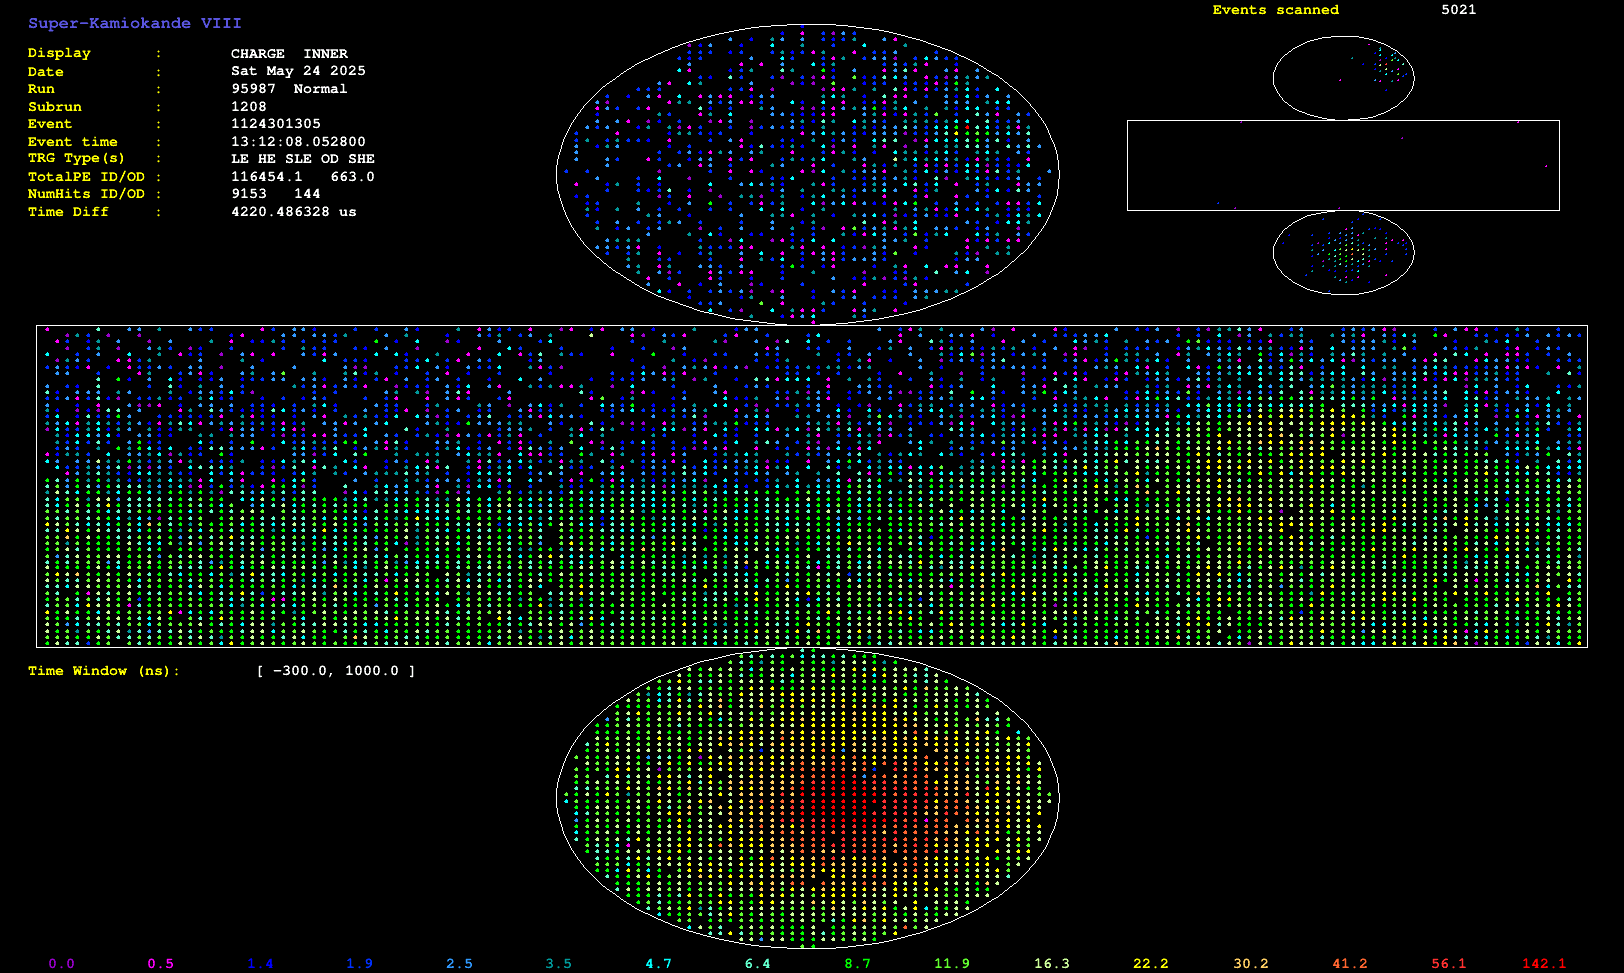 Super-Kamiokande VIII
Events scanned 5021
Display : CHARGE INNER
Date : Sat May 24 2025
Run : 95987 Normal
Subrun : 1208
Event : 1124301305
Event time : 13:12:08.052800
TRG Type(s) : LE HE SLE OD SHE
TotalPE ID/OD : 116454.1 663.0
NumHits ID/OD : 9153 144
Time Diff : 4220.486328 us
Time Window (ns): [ -300.0, 1000.0 ]
0.0 0.5 1.4 1.9 2.5 3.5 4.7 6.4 8.7 11.9 16.3 22.2 30.2 41.2 56.1 142.1